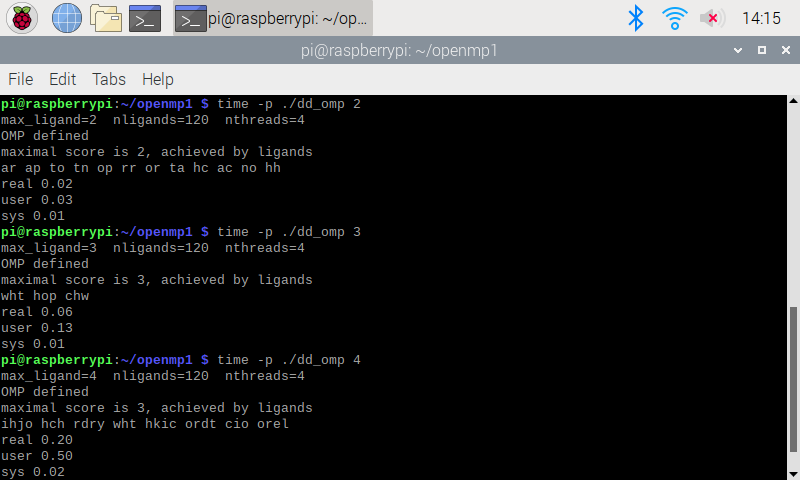 pi@raspberrypi: ~/op... 14:15
pi@raspberrypi: ~/openmp1
File Edit Tabs Help
pi@raspberrypi:~/openmp1 $ time -p ./dd_omp 2
max_ligand=2  nligands=120  nthreads=4
OMP defined
maximal score is 2, achieved by ligands
ar ap to tn op rr or ta hc ac no hh
real 0.02
user 0.03
sys 0.01
pi@raspberrypi:~/openmp1 $ time -p ./dd_omp 3
max_ligand=3  nligands=120  nthreads=4
OMP defined
maximal score is 3, achieved by ligands
wht hop chw
real 0.06
user 0.13
sys 0.01
pi@raspberrypi:~/openmp1 $ time -p ./dd_omp 4
max_ligand=4  nligands=120  nthreads=4
OMP defined
maximal score is 3, achieved by ligands
ihjo hch rdry wht hkic ordt cio orel
real 0.20
user 0.50
sys 0.02